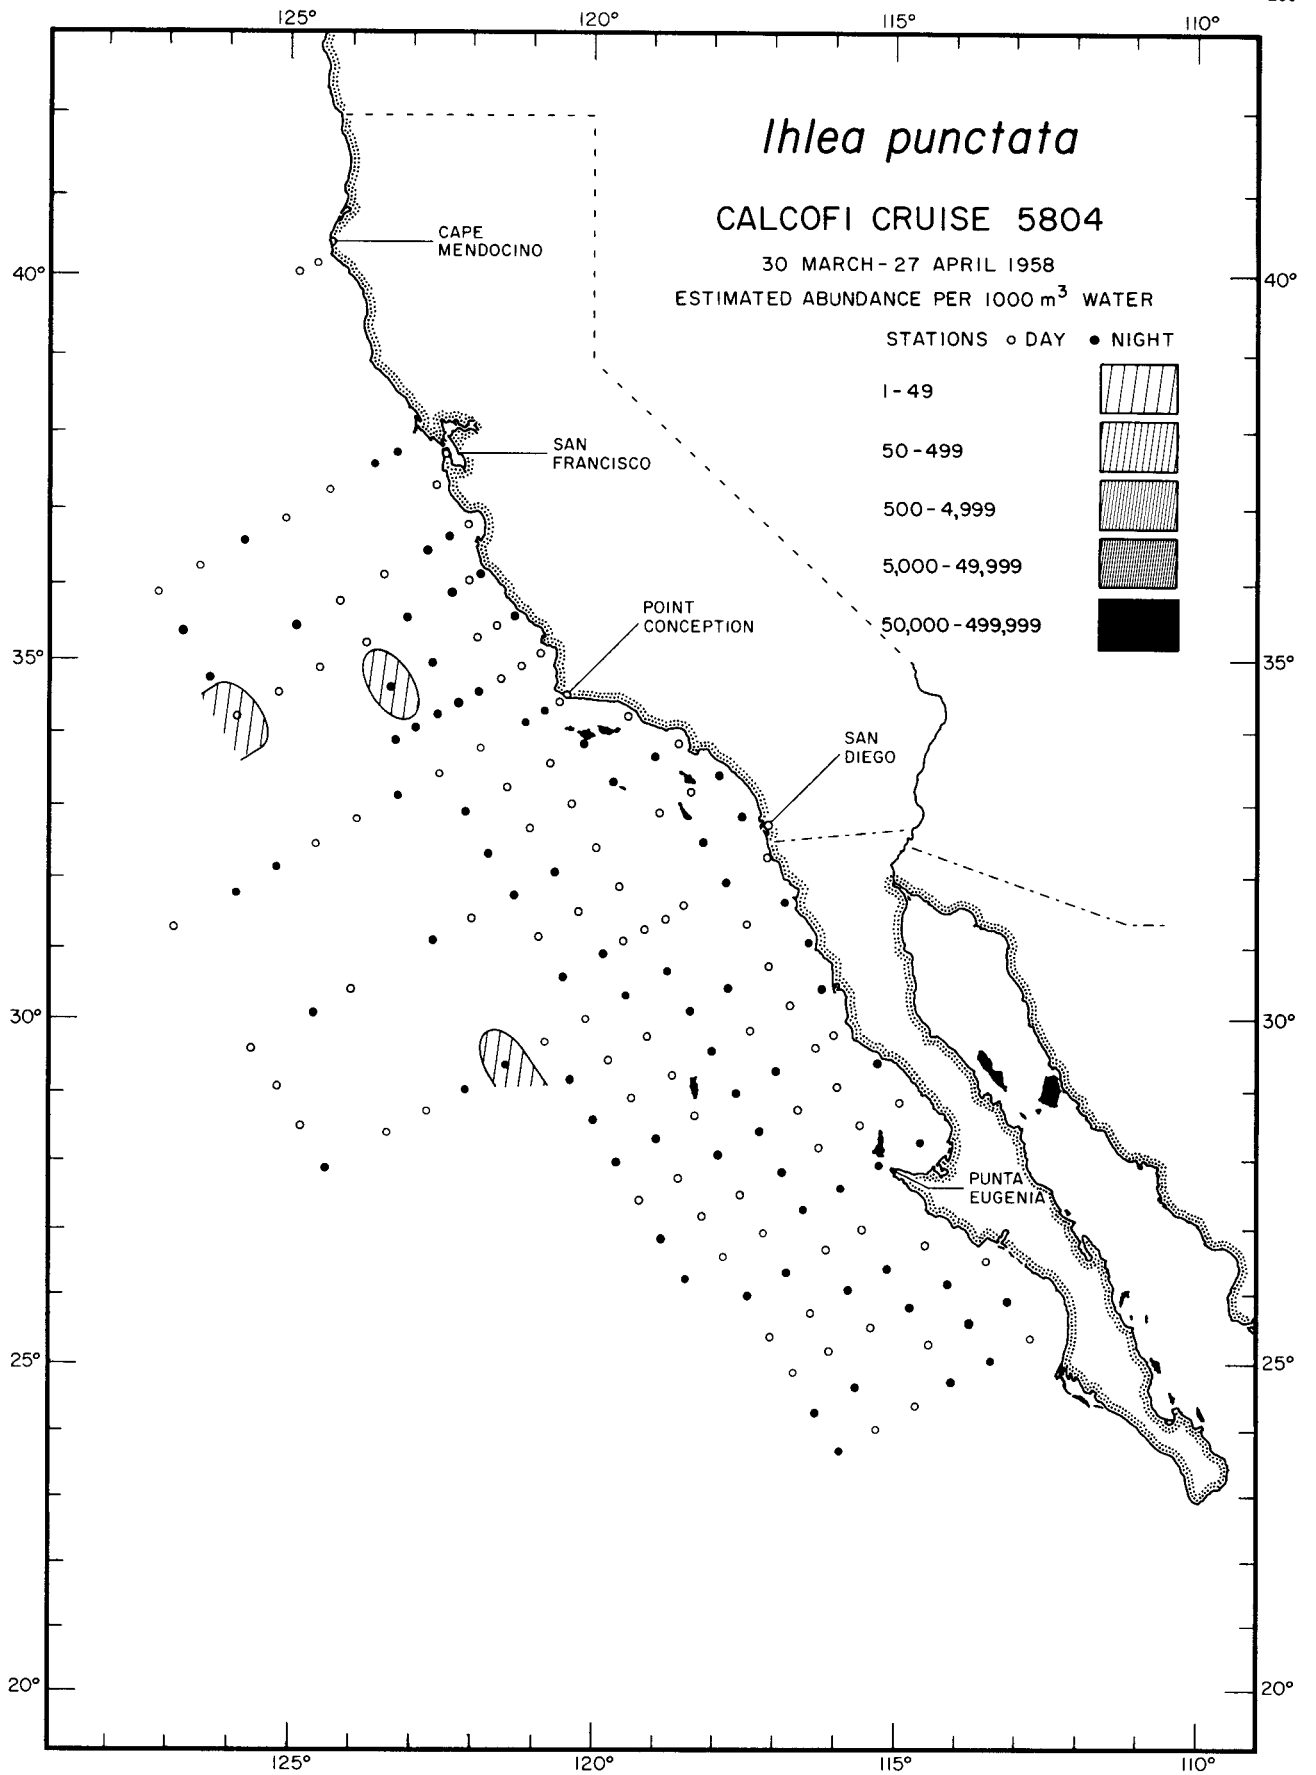 125° 120° 115° 110°
Ihlea punctata
CALCOFI CRUISE 5804
30 MARCH-27 APRIL 1958
ESTIMATED ABUNDANCE PER 1000 m³ WATER
STATIONS ○ DAY ● NIGHT
1-49
50-499
500-4,999
5,000-49,999
50,000-499,999
CAPE
MENDOCINO
40° 40°
SAN
FRANCISCO
POINT
CONCEPTION
35° 35°
SAN
DIEGO
30° 30°
PUNTA
EUGENIA
25° 25°
20° 20°
125° 120° 115° 110°